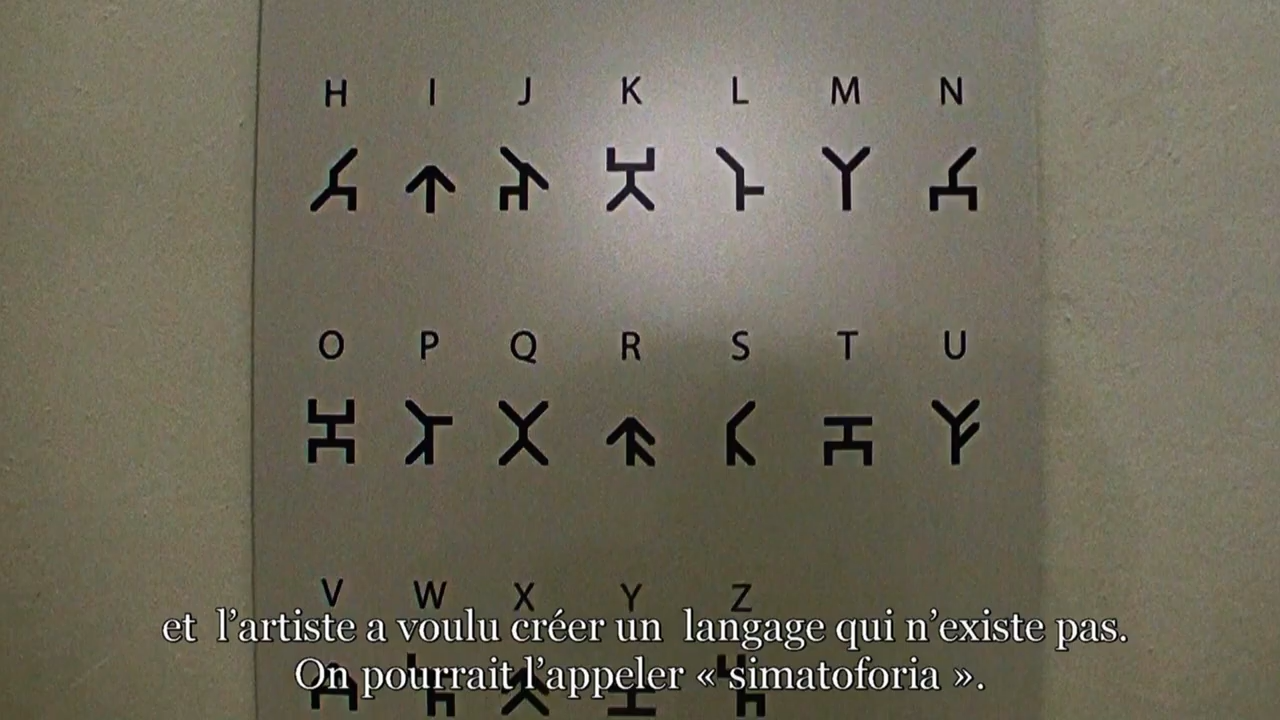 H I J K L M N
O P Q R S T U
V W X Y Z
et l’artiste a voulu créer un langage qui n’existe pas.
On pourrait l’appeler « simatoforia ».